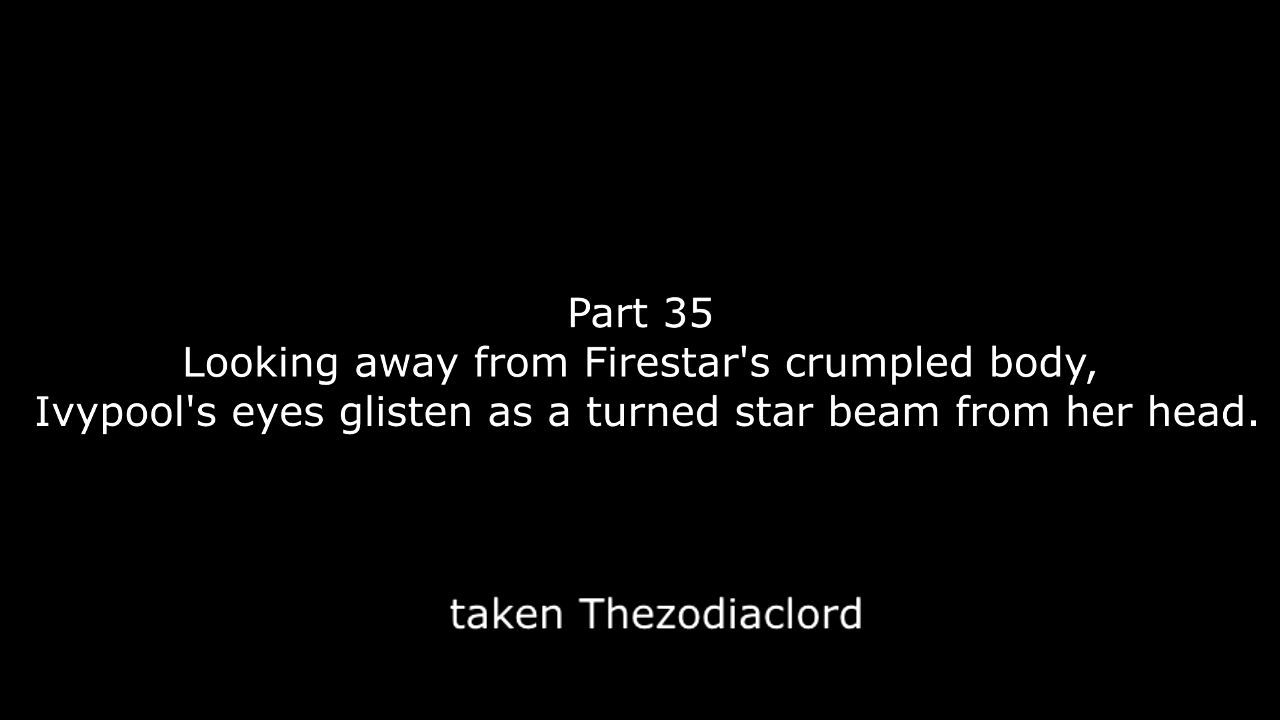 Part 35
Looking away from Firestar's crumpled body,
Ivypool's eyes glisten as a turned star beam from her head.
taken Thezodiaclord